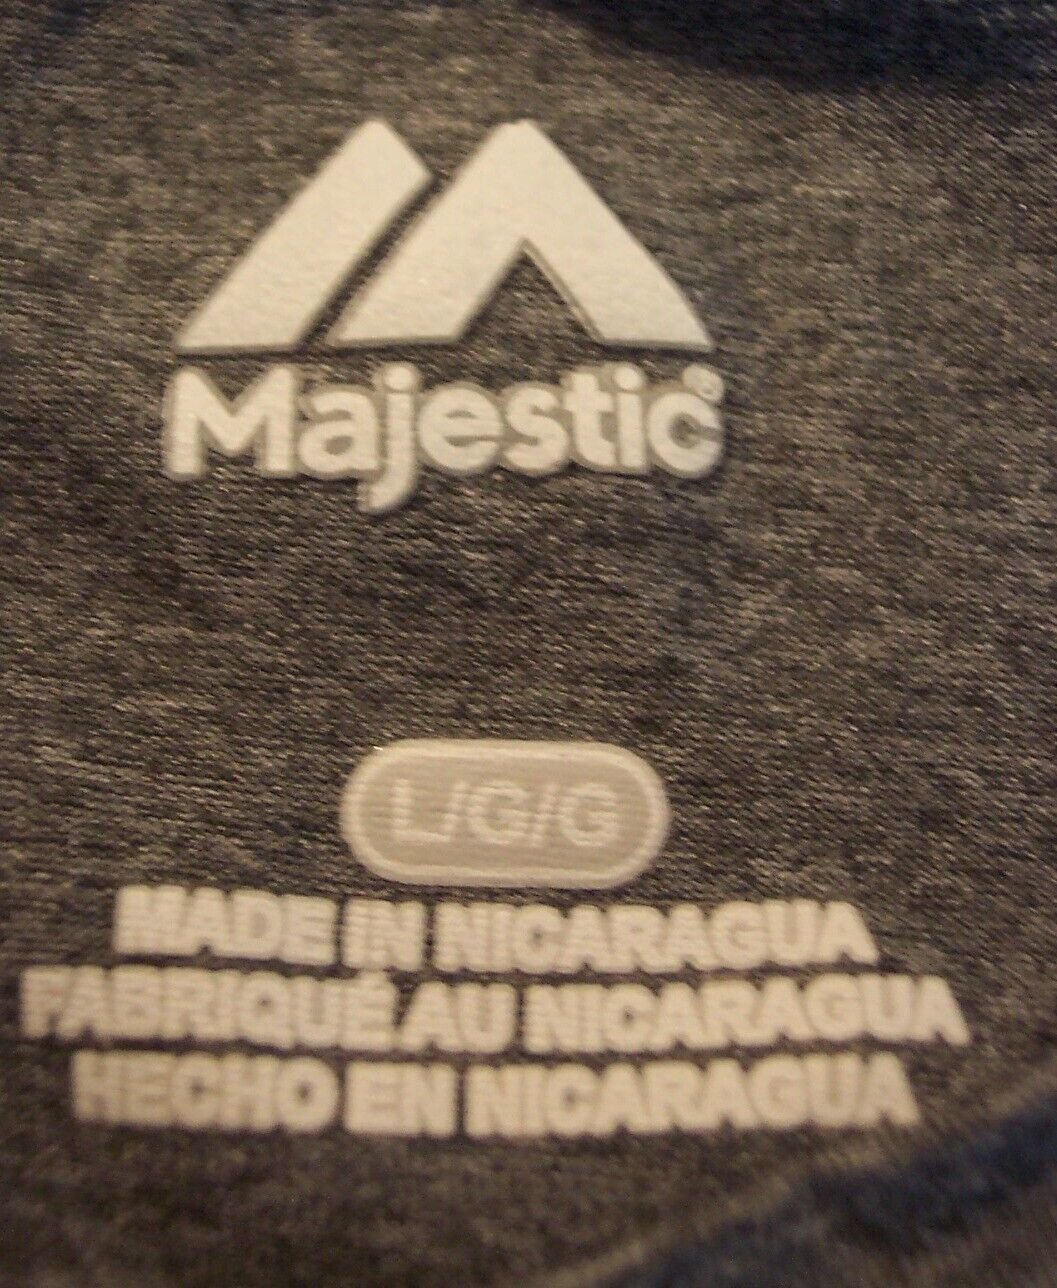 Majestic®
L/G/G
MADE IN NICARAGUA
FABRIQUÉ AU NICARAGUA
HECHO EN NICARAGUA